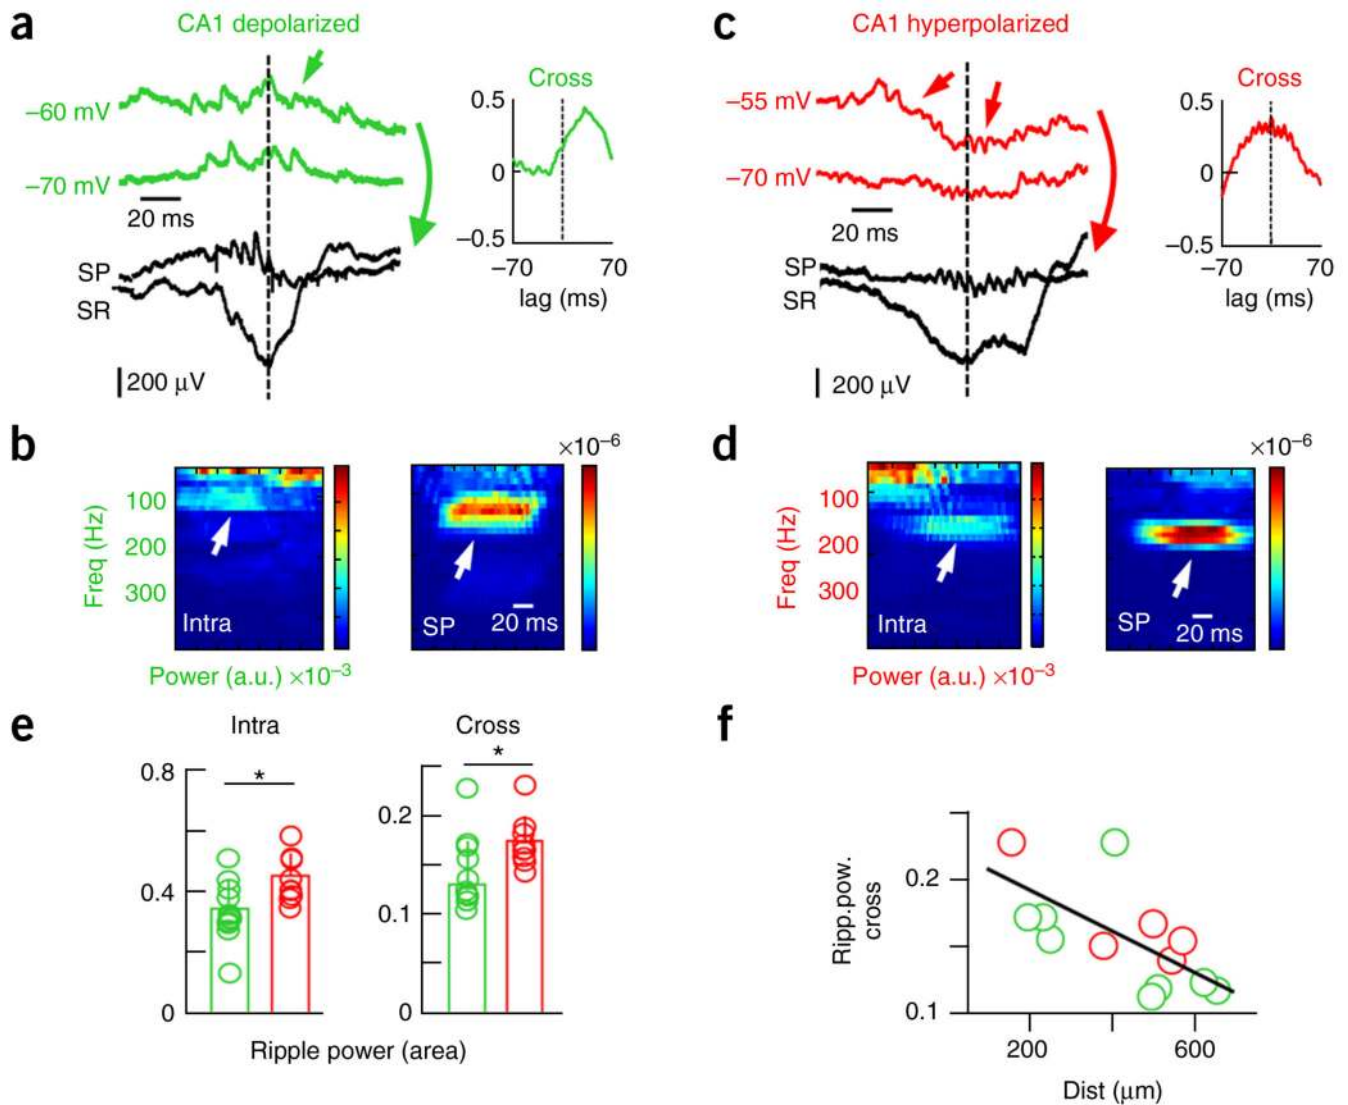 a
CA1 depolarized
–60 mV
–70 mV
20 ms
SP
SR
200 μV
Cross
0.5
0
–0.5
–70 70
lag (ms)
c
CA1 hyperpolarized
–55 mV
–70 mV
20 ms
SP
SR
200 μV
Cross
0.5
0
–0.5
–70 70
lag (ms)
b
Freq (Hz)
100
200
300
Intra
Power (a.u.) ×10–3
×10–6
SP
20 ms
d
Freq (Hz)
100
200
300
Intra
Power (a.u.) ×10–3
×10–6
SP
20 ms
e
Intra
*
0.8
0.4
0
Cross
*
0.2
0.1
0
Ripple power (area)
f
Ripp.pow.
cross
0.2
0.1
200 600
Dist (μm)